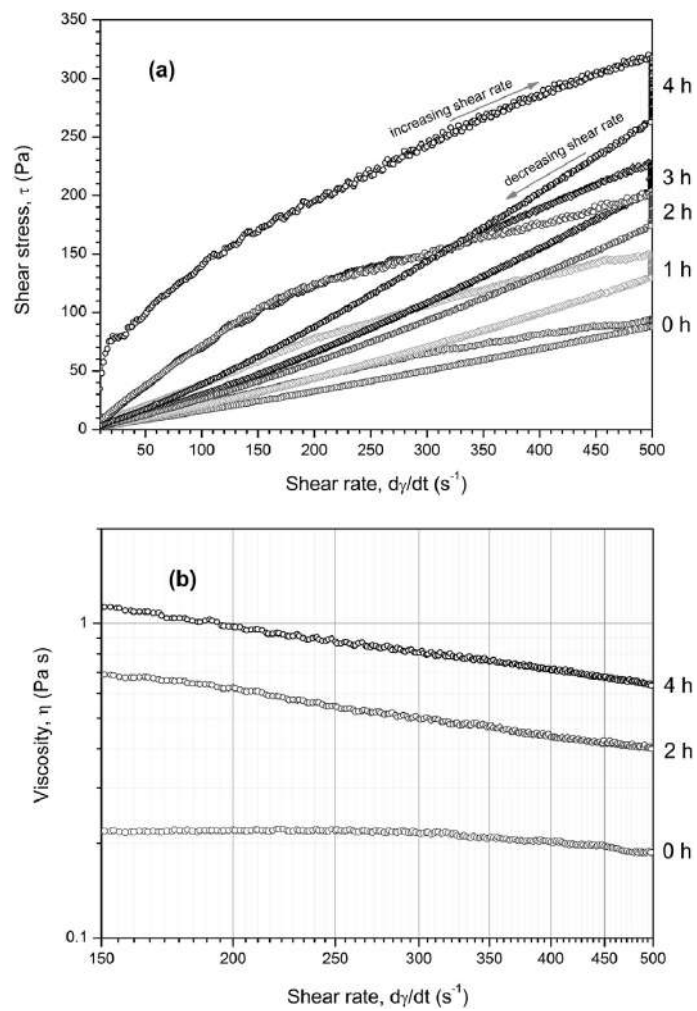 350
(a)
300
250
200
150
100
50
0
Shear stress, τ (Pa)
increasing shear rate
decreasing shear rate
4 h
3 h
2 h
1 h
0 h
50 100 150 200 250 300 350 400 450 500
Shear rate, dγ/dt (s⁻¹)
(b)
1
0.1
Viscosity, η (Pa s)
4 h
2 h
0 h
150 200 250 300 350 400 450 500
Shear rate, dγ/dt (s⁻¹)